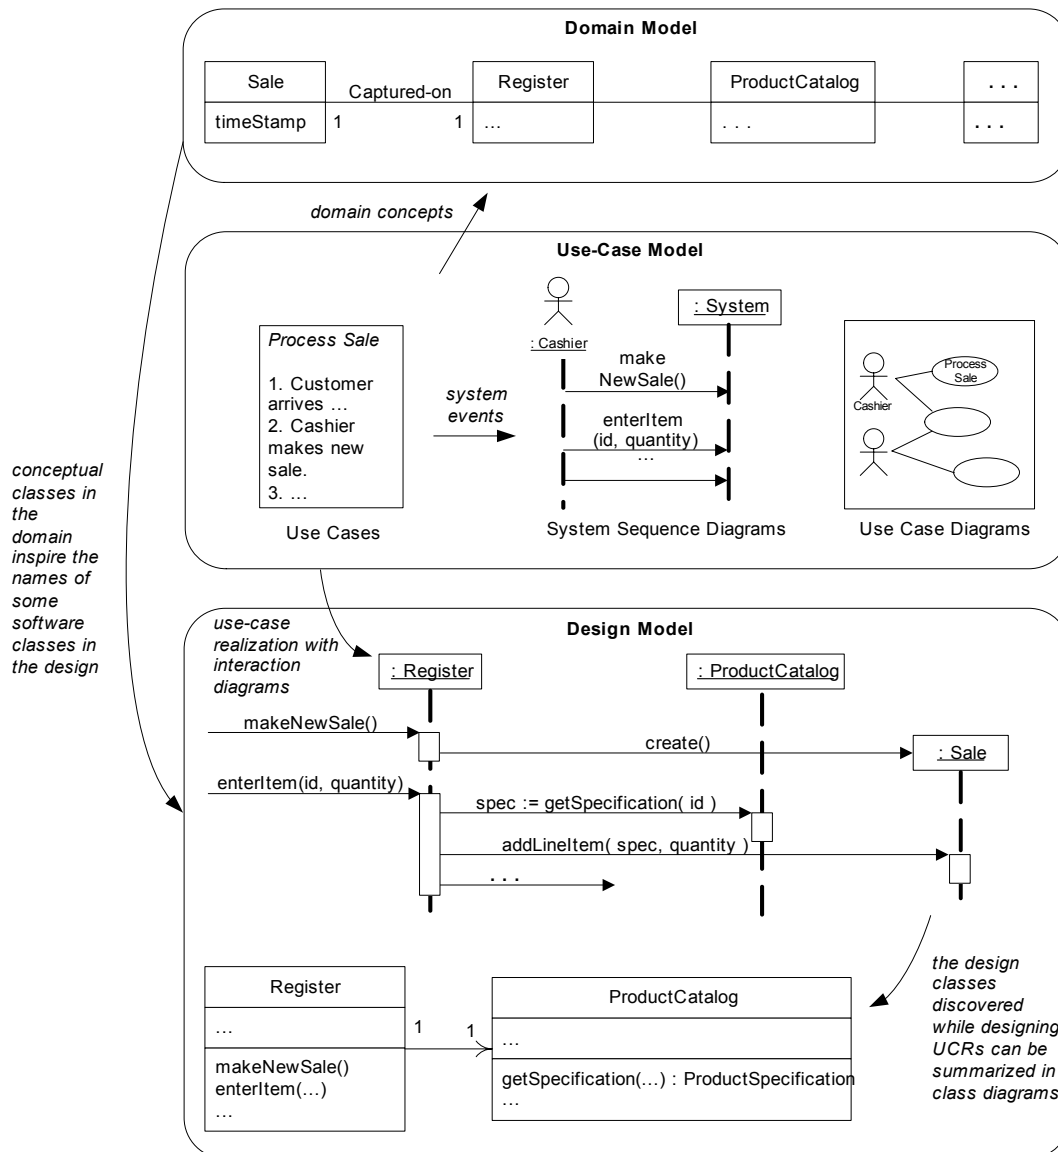 Domain Model
Sale
timeStamp
Captured-on
1
1
Register
...
ProductCatalog
. . .
. . .
. . .
domain concepts
Use-Case Model
Process Sale
1. Customer
arrives ...
2. Cashier
makes new
sale.
3. ...
Use Cases
system
events
: Cashier
: System
make
NewSale()
enterItem
(id, quantity)
...
System Sequence Diagrams
Cashier
Process
Sale
Use Case Diagrams
conceptual
classes in
the
domain
inspire the
names of
some
software
classes in
the design
use-case
realization with
interaction
diagrams
Design Model
: Register
: ProductCatalog
makeNewSale()
create()
: Sale
enterItem(id, quantity)
spec := getSpecification( id )
addLineItem( spec, quantity )
. . .
the design
classes
discovered
while designing
UCRs can be
summarized in
class diagrams
Register
...
makeNewSale()
enterItem(...)
...
1
1
ProductCatalog
...
getSpecification(...) : ProductSpecification
...